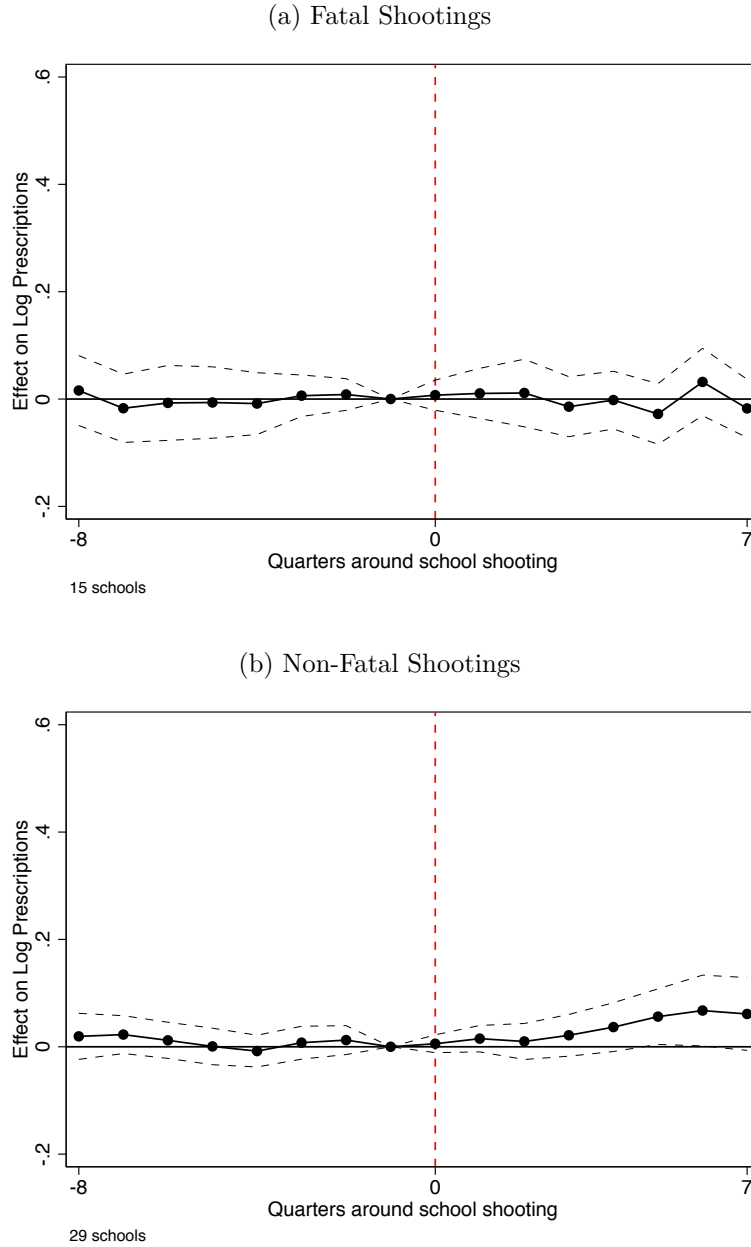 (a) Fatal Shootings
.6
.4
.2
0
-.2
Effect on Log Prescriptions
-8
0
7
Quarters around school shooting
15 schools
(b) Non-Fatal Shootings
.6
.4
.2
0
-.2
Effect on Log Prescriptions
-8
0
7
Quarters around school shooting
29 schools